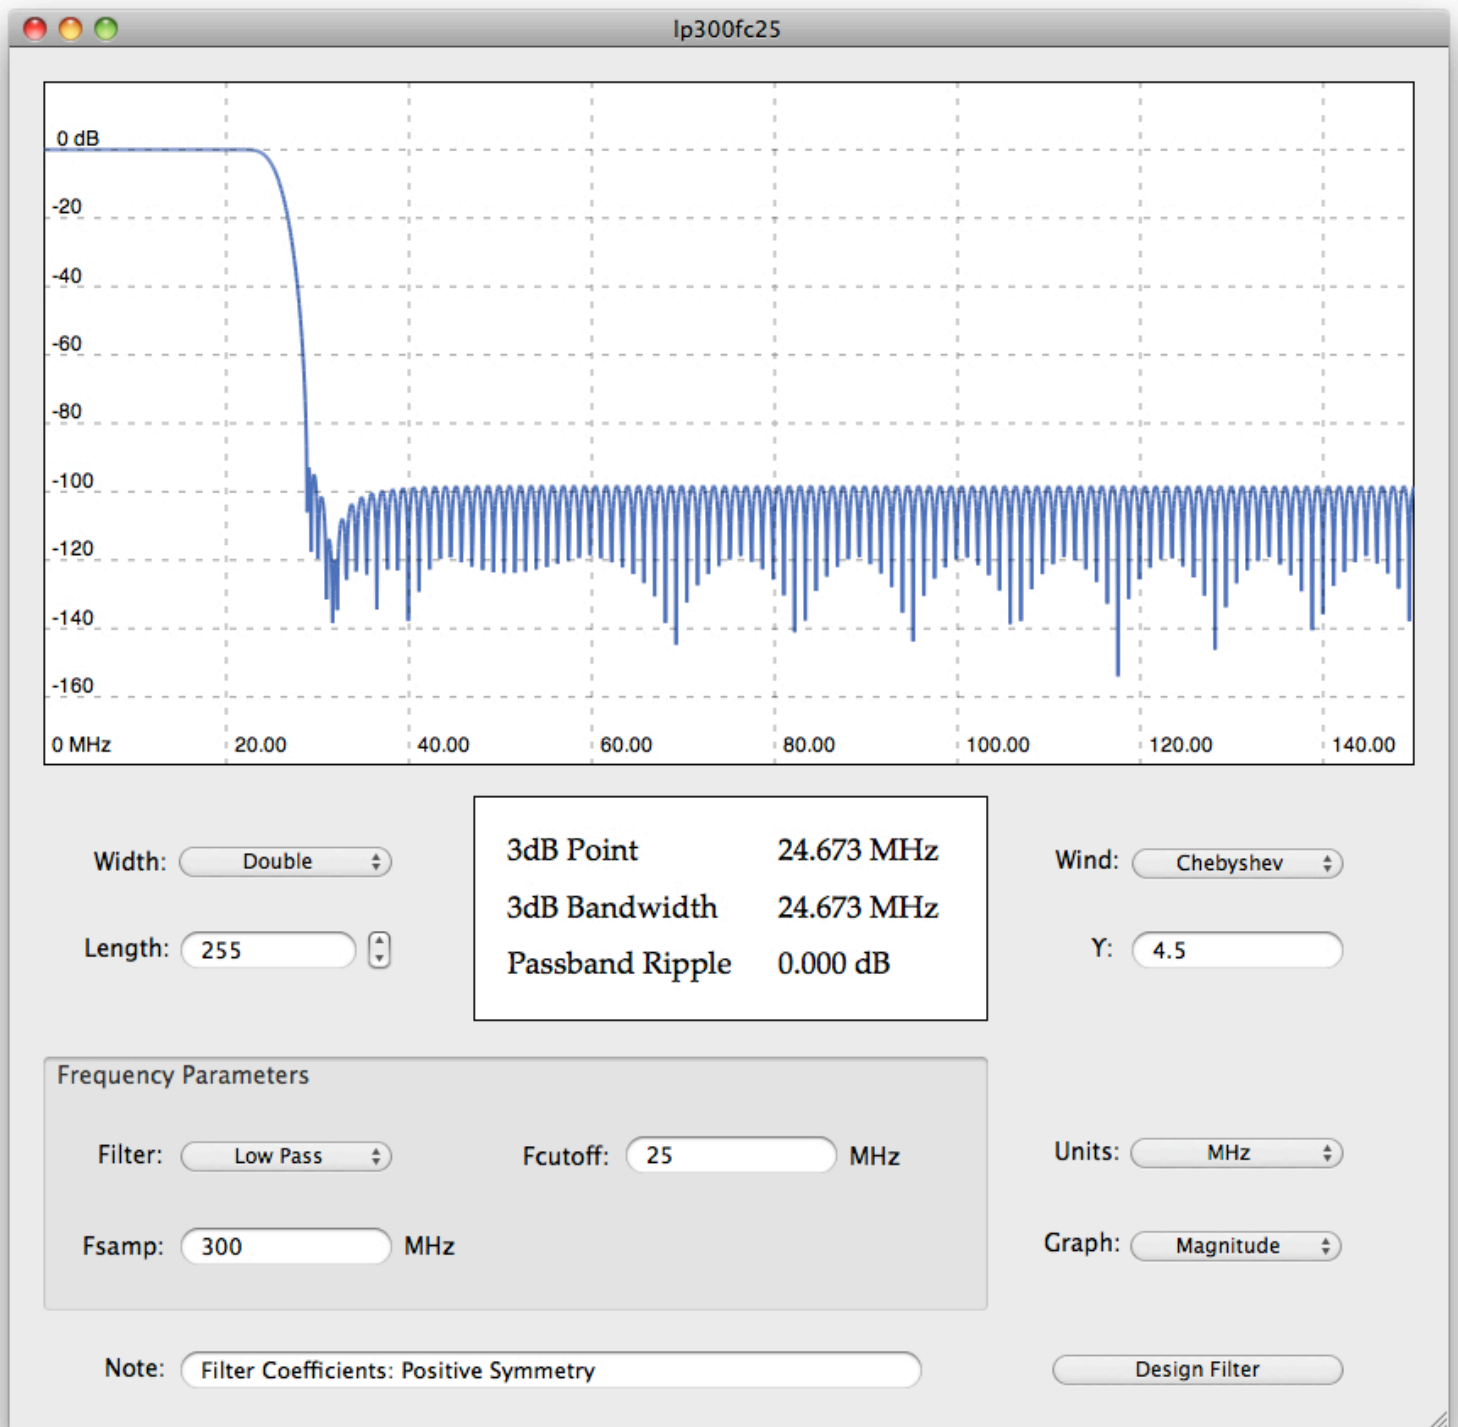 lp300fc25
0 dB
-20
-40
-60
-80
-100
-120
-140
-160
0 MHz 20.00 40.00 60.00 80.00 100.00 120.00 140.00
Width: Double
Length: 255
3dB Point 24.673 MHz
3dB Bandwidth 24.673 MHz
Passband Ripple 0.000 dB
Wind: Chebyshev
Y: 4.5
Frequency Parameters
Filter: Low Pass Fcutoff: 25 MHz
Fsamp: 300 MHz
Units: MHz
Graph: Magnitude
Note: Filter Coefficients: Positive Symmetry
Design Filter